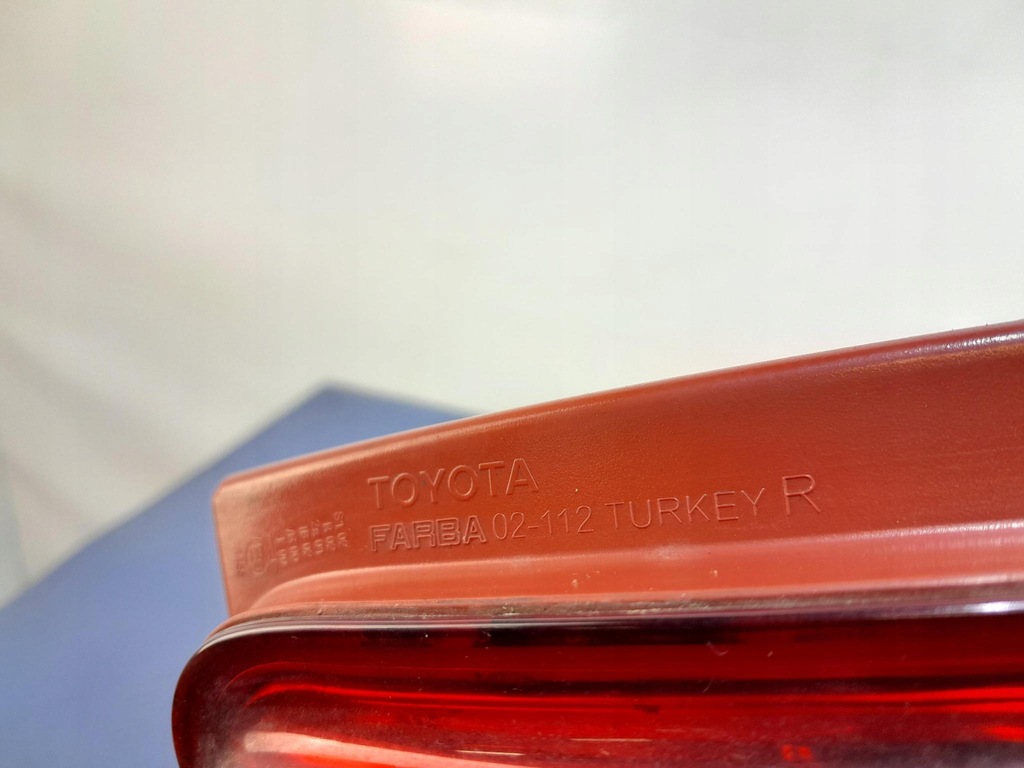 TOYOTA
FARBA 02-112 TURKEY R